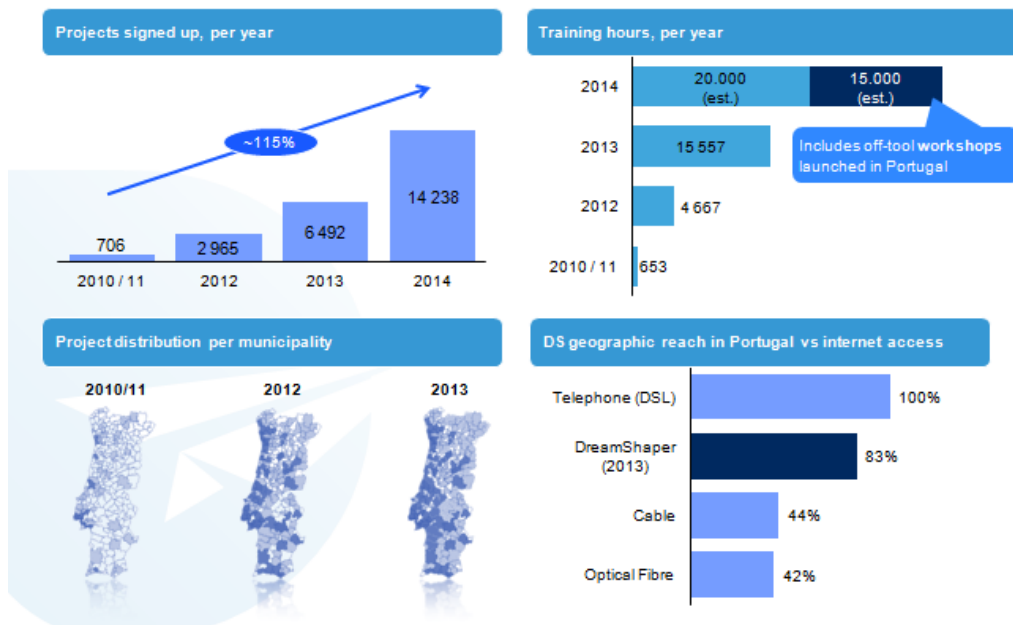 Projects signed up, per year
~115%
706
2 965
6 492
14 238
2010 / 11
2012
2013
2014
Training hours, per year
2014
20.000
(est.)
15.000
(est.)
Includes off-tool workshops
launched in Portugal
2013
15 557
2012
4 667
2010 / 11
653
Project distribution per municipality
2010/11
2012
2013
DS geographic reach in Portugal vs internet access
Telephone (DSL)
100%
DreamShaper
(2013)
83%
Cable
44%
Optical Fibre
42%